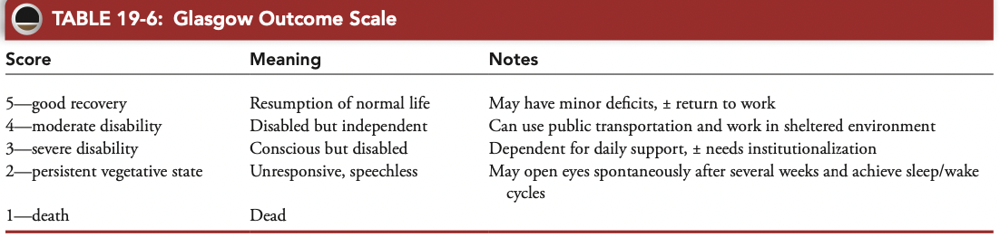 TABLE 19-6: Glasgow Outcome Scale
Score Meaning Notes
5—good recovery Resumption of normal life May have minor deficits, ± return to work
4—moderate disability Disabled but independent Can use public transportation and work in sheltered environment
3—severe disability Conscious but disabled Dependent for daily support, ± needs institutionalization
2—persistent vegetative state Unresponsive, speechless May open eyes spontaneously after several weeks and achieve sleep/wake
cycles
1—death Dead